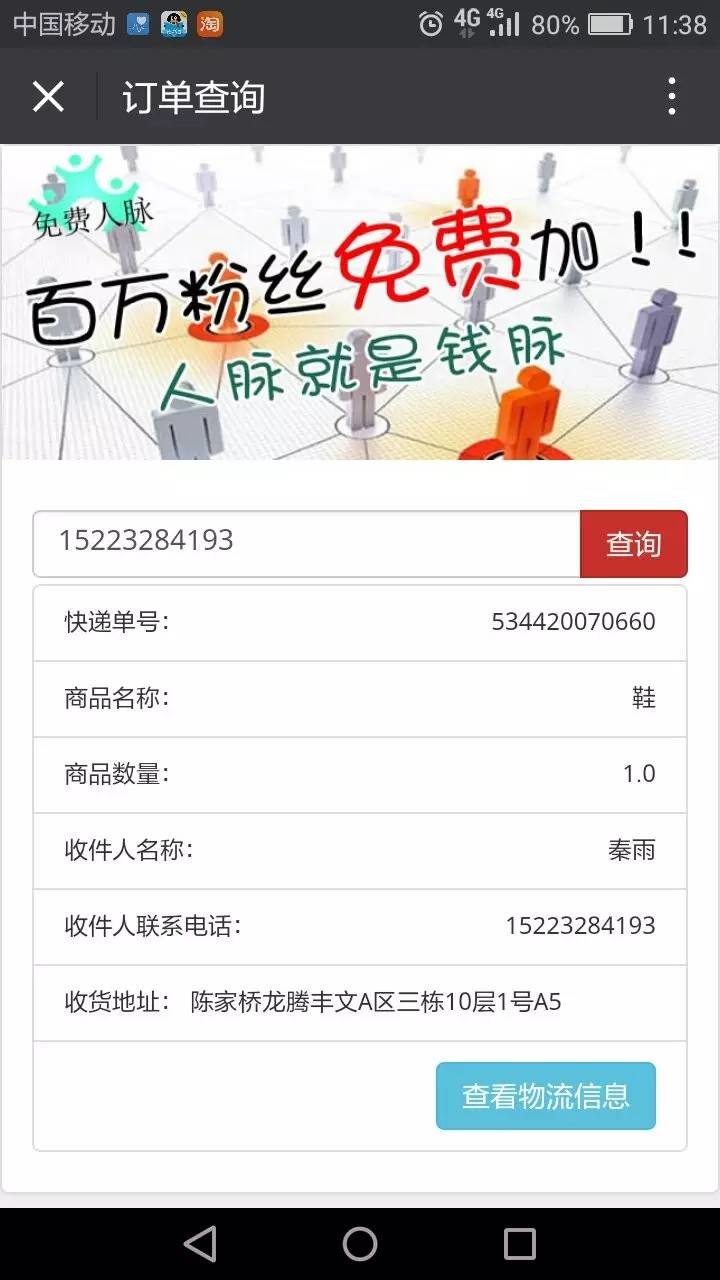 中国移动 淘 4G 4G 80% 11:38
订单查询
免费人脉
百万粉丝免费加!!
人脉就是钱脉
15223284193 查询
快递单号: 534420070660
商品名称: 鞋
商品数量: 1.0
收件人名称: 秦雨
收件人联系电话: 15223284193
收货地址: 陈家桥龙腾丰文A区三栋10层1号A5
查看物流信息